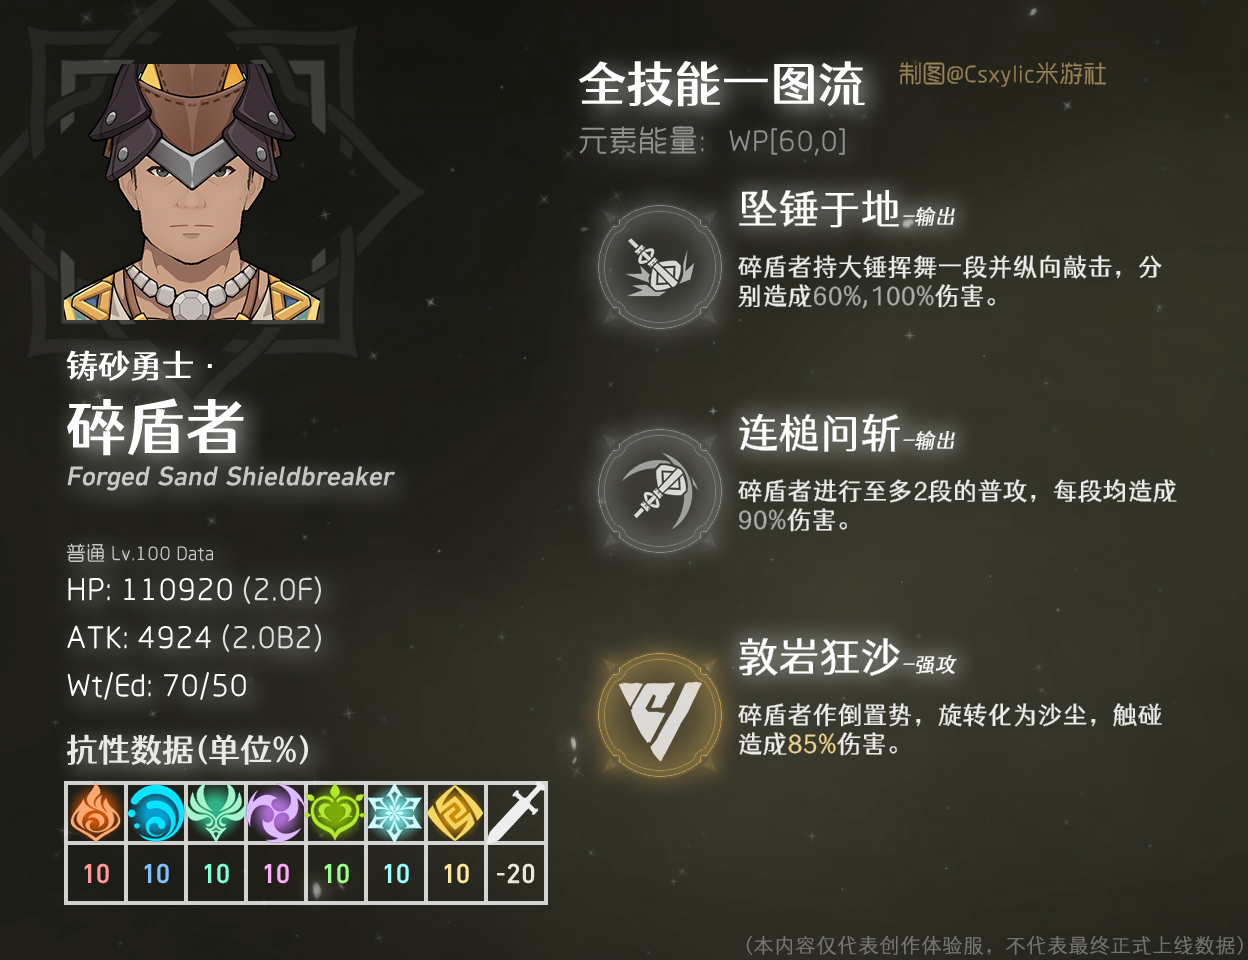 全技能一图流
制图@Csxylic米游社
元素能量： WP[60,0]
坠锤于地-输出
碎盾者持大锤挥舞一段并纵向敲击，分
别造成60%,100%伤害。
铸砂勇士 ·
碎盾者
Forged Sand Shieldbreaker
连槌问斩-输出
碎盾者进行至多2段的普攻，每段均造成
90%伤害。
普通 Lv.100 Data
HP: 110920 (2.0F)
ATK: 4924 (2.0B2)
Wt/Ed: 70/50
敦岩狂沙-强攻
碎盾者作倒置势，旋转化为沙尘，触碰
造成85%伤害。
抗性数据(单位%)
10 10 10 10 10 10 10 -20
(本内容仅代表创作体验服，不代表最终正式上线数据)